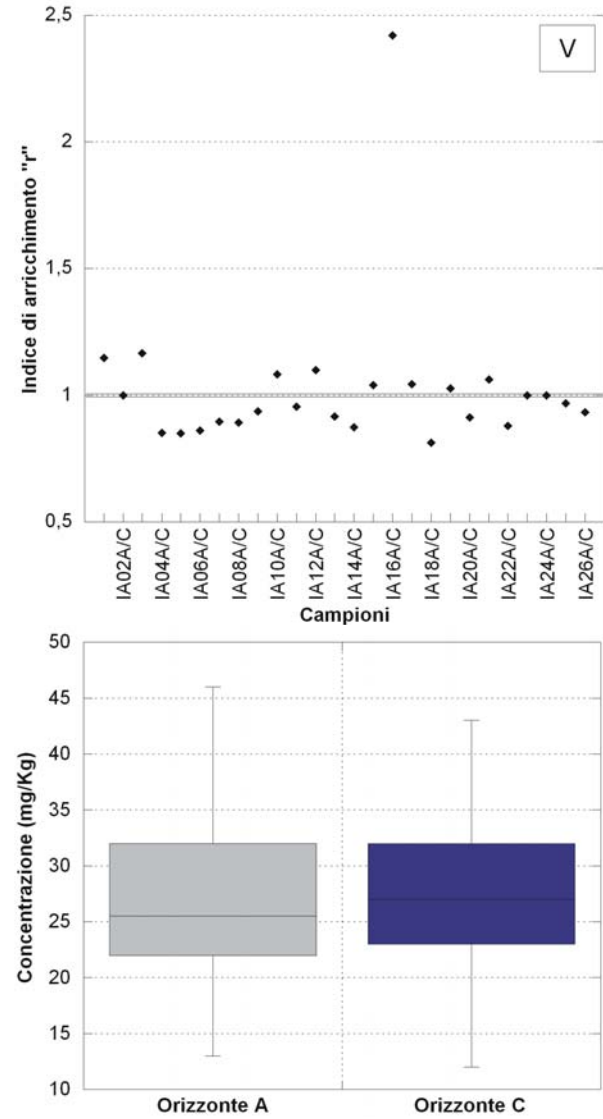 2,5
V
2
1,5
1
0,5
Indice di arricchimento "r"
IA02A/C
IA04A/C
IA06A/C
IA08A/C
IA10A/C
IA12A/C
IA14A/C
IA16A/C
IA18A/C
IA20A/C
IA22A/C
IA24A/C
IA26A/C
Campioni
50
45
40
35
30
25
20
15
10
Concentrazione (mg/Kg)
Orizzonte A
Orizzonte C